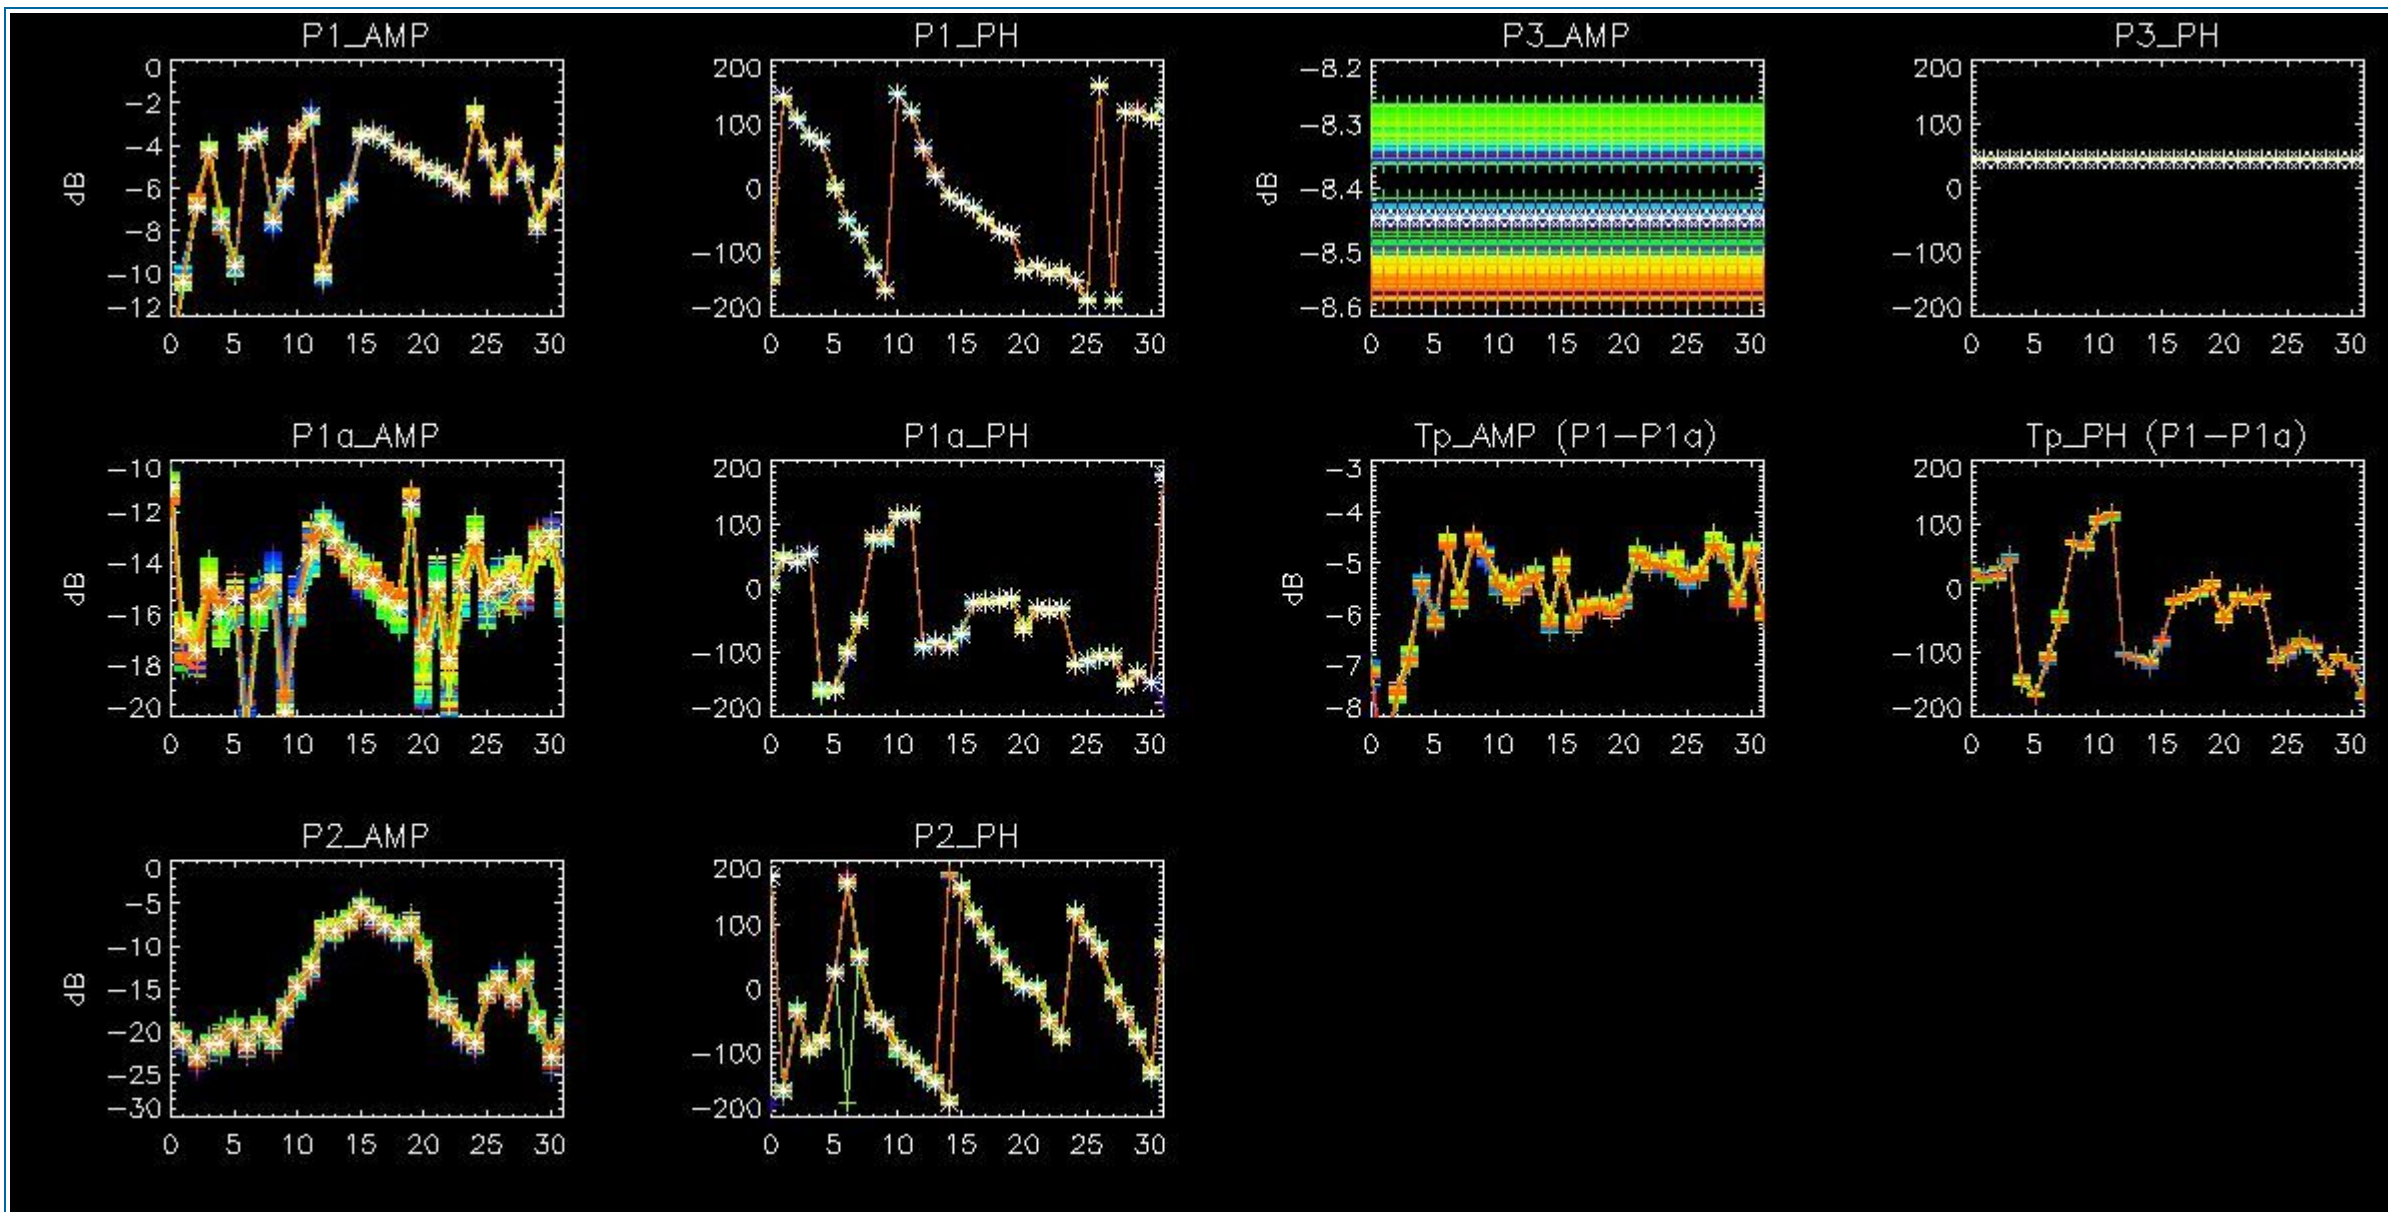 P1_AMP
0
−2
−4
−6
−8
−10
−12
dB
0 5 10 15 20 25 30
P1_PH
200
100
0
−100
−200
0 5 10 15 20 25 30
P3_AMP
−8.2
−8.3
−8.4
−8.5
−8.6
dB
0 5 10 15 20 25 30
P3_PH
200
100
0
−100
−200
0 5 10 15 20 25 30
P1a_AMP
−10
−12
−14
−16
−18
−20
dB
0 5 10 15 20 25 30
P1a_PH
200
100
0
−100
−200
0 5 10 15 20 25 30
Tp_AMP (P1−P1a)
−3
−4
−5
−6
−7
−8
dB
0 5 10 15 20 25 30
Tp_PH (P1−P1a)
200
100
0
−100
−200
0 5 10 15 20 25 30
P2_AMP
0
−5
−10
−15
−20
−25
−30
dB
0 5 10 15 20 25 30
P2_PH
200
100
0
−100
−200
0 5 10 15 20 25 30